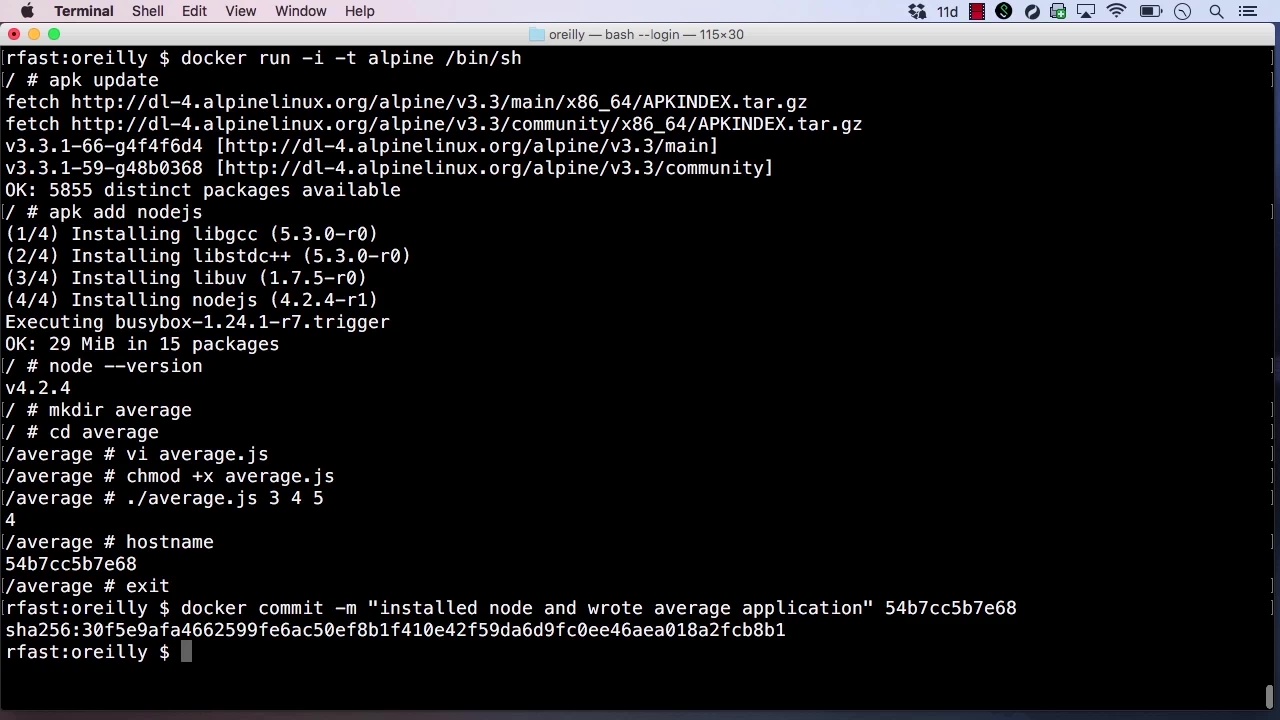 Terminal Shell Edit View Window Help 11d
oreilly — bash --login — 115×30
rfast:oreilly $ docker run -i -t alpine /bin/sh
/ # apk update
fetch http://dl-4.alpinelinux.org/alpine/v3.3/main/x86_64/APKINDEX.tar.gz
fetch http://dl-4.alpinelinux.org/alpine/v3.3/community/x86_64/APKINDEX.tar.gz
v3.3.1-66-g4f4f6d4 [http://dl-4.alpinelinux.org/alpine/v3.3/main]
v3.3.1-59-g48b0368 [http://dl-4.alpinelinux.org/alpine/v3.3/community]
OK: 5855 distinct packages available
/ # apk add nodejs
(1/4) Installing libgcc (5.3.0-r0)
(2/4) Installing libstdc++ (5.3.0-r0)
(3/4) Installing libuv (1.7.5-r0)
(4/4) Installing nodejs (4.2.4-r1)
Executing busybox-1.24.1-r7.trigger
OK: 29 MiB in 15 packages
/ # node --version
v4.2.4
/ # mkdir average
/ # cd average
/average # vi average.js
/average # chmod +x average.js
/average # ./average.js 3 4 5
4
/average # hostname
54b7cc5b7e68
/average # exit
rfast:oreilly $ docker commit -m "installed node and wrote average application" 54b7cc5b7e68
sha256:30f5e9afa4662599fe6ac50ef8b1f410e42f59da6d9fc0ee46aea018a2fcb8b1
rfast:oreilly $